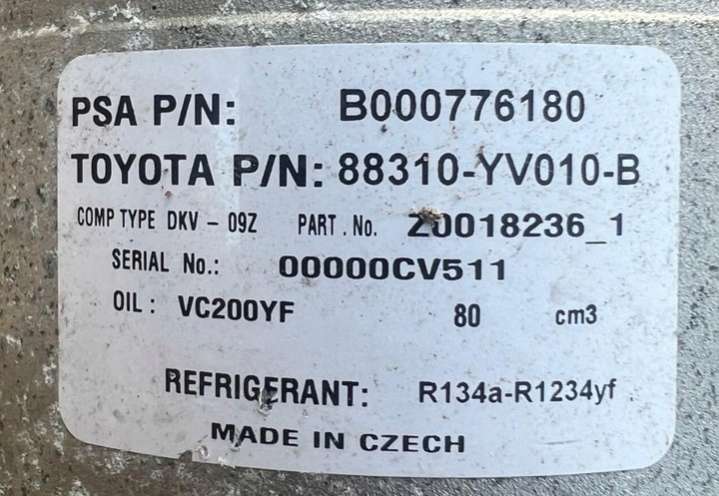 PSA P/N: B000776180
TOYOTA P/N: 88310-YV010-B
COMP TYPE DKV - 09Z PART . No. Z0018236_1
SERIAL No.: 00000CV511
OIL : VC200YF 80 cm3
REFRIGERANT: R134a-R1234yf
MADE IN CZECH